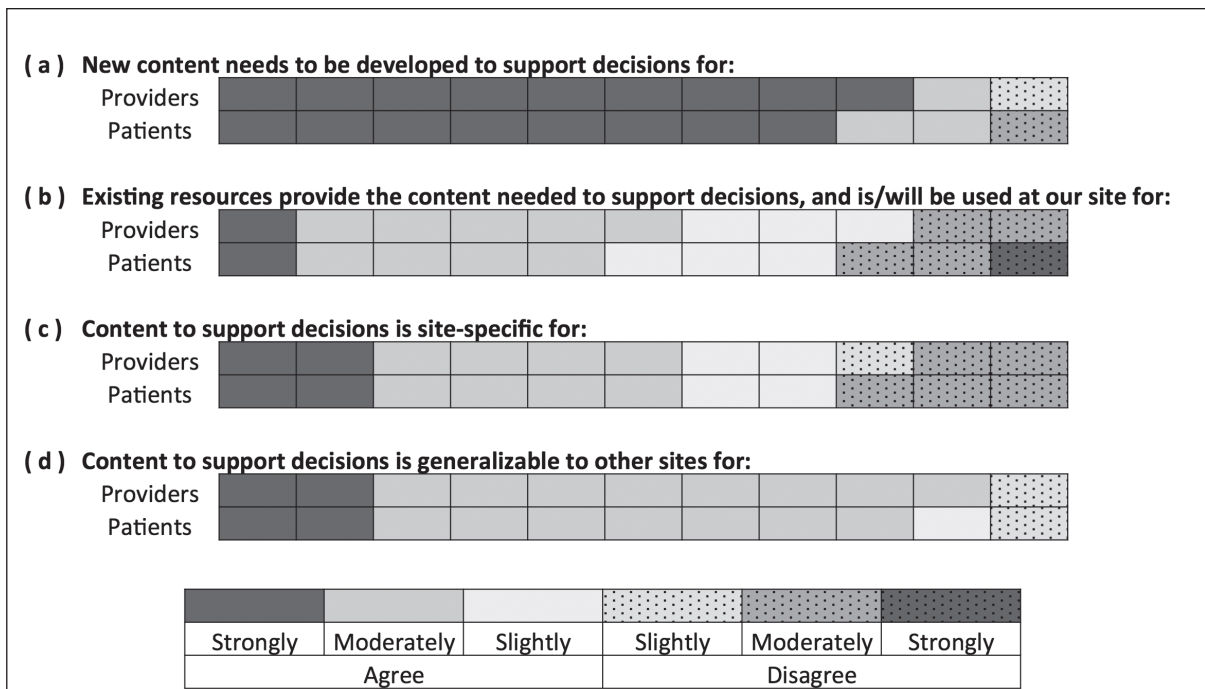 ( a ) New content needs to be developed to support decisions for:
Providers
Patients
( b ) Existing resources provide the content needed to support decisions, and is/will be used at our site for:
Providers
Patients
( c ) Content to support decisions is site-specific for:
Providers
Patients
( d ) Content to support decisions is generalizable to other sites for:
Providers
Patients
Strongly Moderately Slightly Slightly Moderately Strongly
Agree Disagree